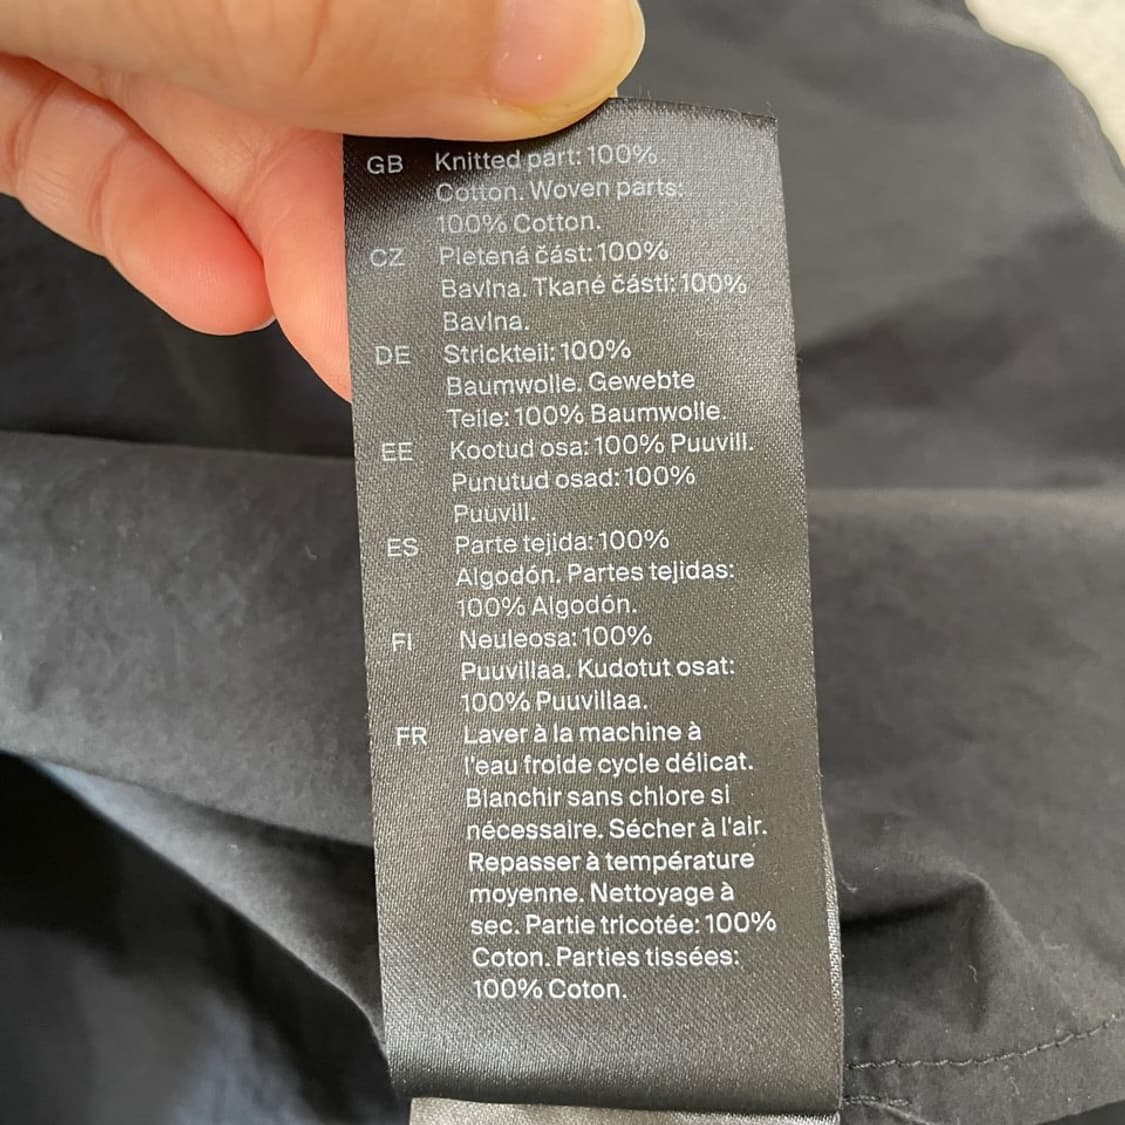 GB Knitted part: 100%
Cotton. Woven parts:
100% Cotton.
CZ Pletená část: 100%
Bavlna. Tkané části: 100%
Bavlna.
DE Strickteil: 100%
Baumwolle. Gewebte
Teile: 100% Baumwolle.
EE Kootud osa: 100% Puuvill.
Punutud osad: 100%
Puuvill.
ES Parte tejida: 100%
Algodón. Partes tejidas:
100% Algodón.
FI Neuleosa: 100%
Puuvillaa. Kudotut osat:
100% Puuvillaa.
FR Laver à la machine à
l'eau froide cycle délicat.
Blanchir sans chlore si
nécessaire. Sécher à l'air.
Repasser à température
moyenne. Nettoyage à
sec. Partie tricotée: 100%
Coton. Parties tissées:
100% Coton.